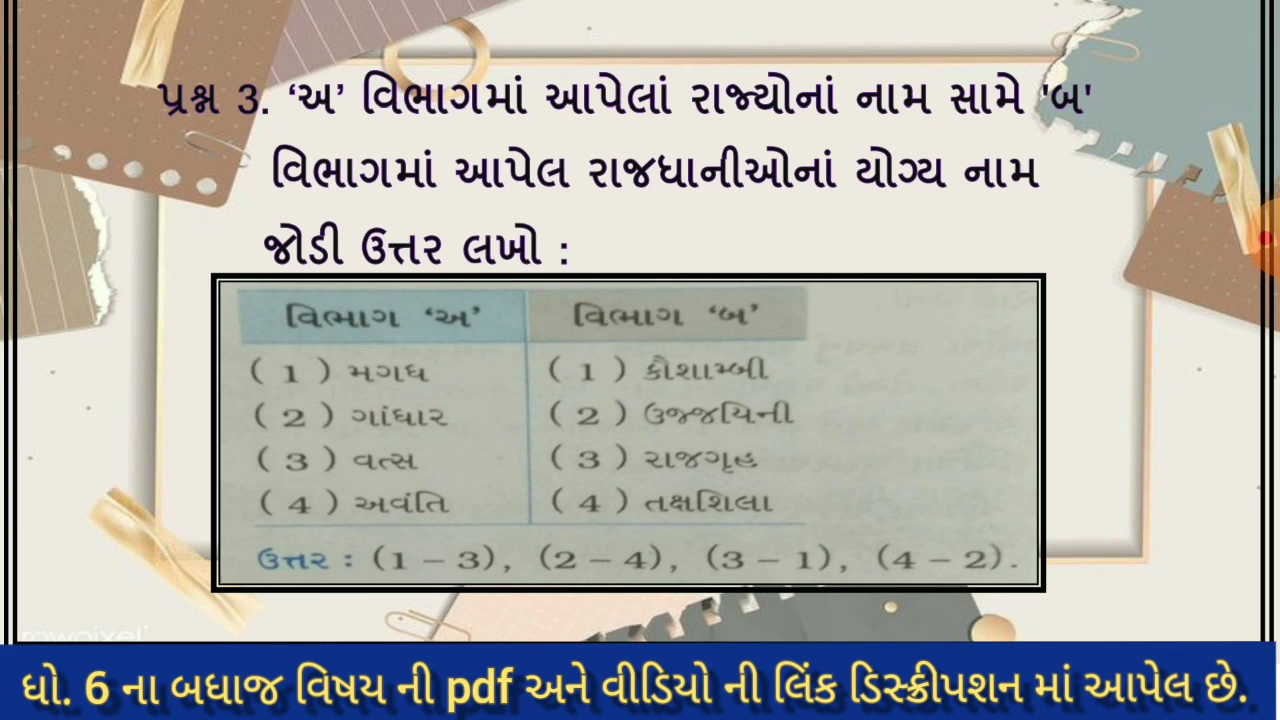 પ્રશ્ન 3. ‘અ’ વિભાગમાં આપેલાં રાજ્યોનાં નામ સામે 'બ'
વિભાગમાં આપેલ રાજધાનીઓનાં યોગ્ય નામ
જોડી ઉત્તર લખો :
વિભાગ ‘અ’ વિભાગ ‘બ’
( 1 ) મગધ ( 1 ) કૌશામ્બી
( 2 ) ગાંધાર ( 2 ) ઉજ્જયિની
( 3 ) વત્સ ( 3 ) રાજગૃહ
( 4 ) અવંતિ ( 4 ) તક્ષશિલા
ઉત્તર : (1 – 3), (2 – 4), (3 – 1), (4 – 2).
rawpixel
ધો. 6 ના બધાજ વિષય ની pdf અને વીડિયો ની લિંક ડિસ્ક્રીપશન માં આપેલ છે.